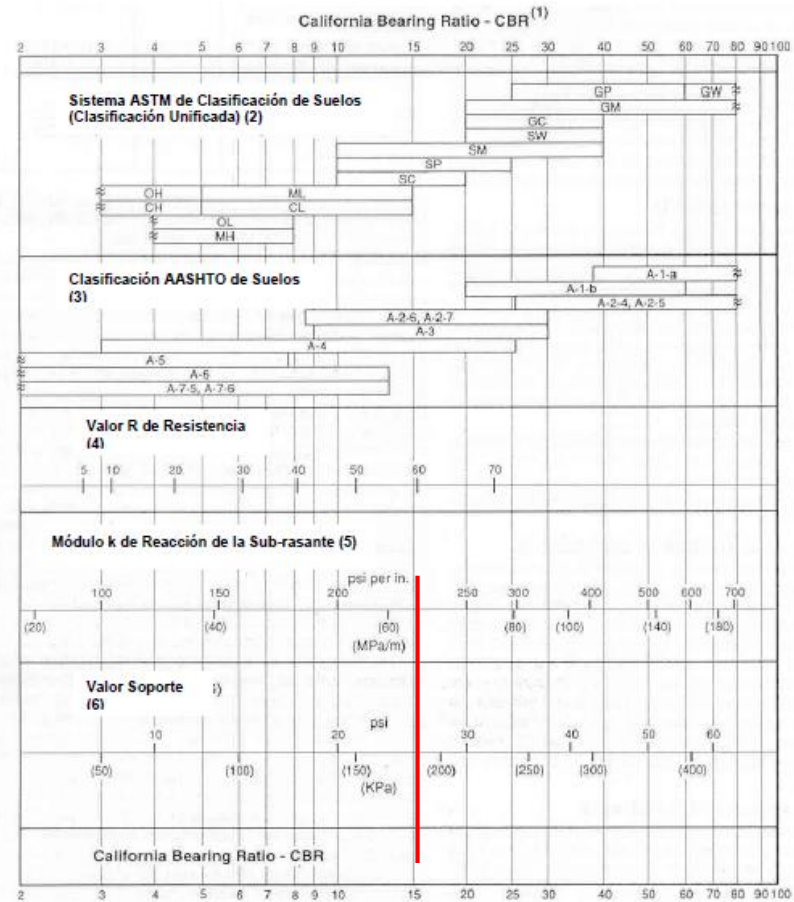 California Bearing Ratio - CBR(1)
2 3 4 5 6 7 8 9 10 15 20 25 30 40 50 60 70 80 90 100
Sistema ASTM de Clasificación de Suelos
(Clasificación Unificada) (2)
GP GW
GM
GC
SW
SM
SP
SC
OH ML
CH CL
OL
MH
Clasificación AASHTO de Suelos
(3)
A-1-a
A-1-b
A-2-4, A-2-5
A-2-6, A-2-7
A-3
A-4
A-5
A-6
A-7-5, A-7-6
Valor R de Resistencia
(4)
5 10 20 30 40 50 60 70
Módulo k de Reacción de la Sub-rasante (5)
psi per in.
100 150 200 250 300 400 500 600 700
(20) (40) (60) (80) (100) (140) (180)
(MPa/m)
Valor Soporte
(6)
psi
10 20 30 40 50 60
(50) (100) (150) (200) (250) (300) (400)
(KPa)
California Bearing Ratio - CBR
2 3 4 5 6 7 8 9 10 15 20 25 30 40 50 60 70 80 90 100